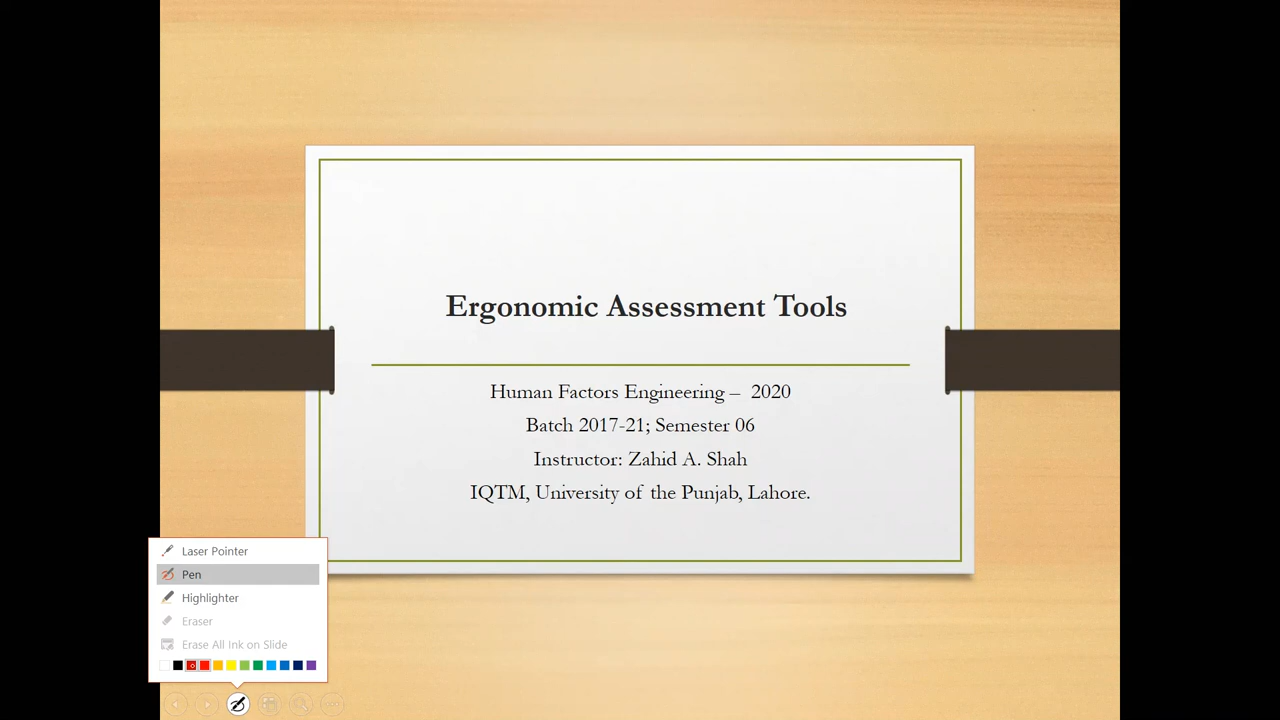 Ergonomic Assessment Tools
Human Factors Engineering – 2020
Batch 2017-21; Semester 06
Instructor: Zahid A. Shah
IQTM, University of the Punjab, Lahore.
Laser Pointer
Pen
Highlighter
Eraser
Erase All Ink on Slide